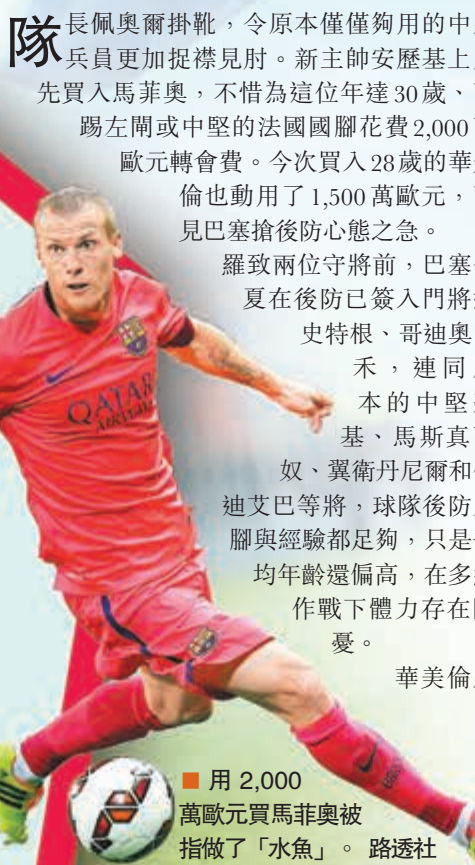 隊長佩奧爾掛靴，令原本僅僅夠用的中
兵員更加捉襟見肘。新主帥安歷基上
先買入馬菲奧，不惜為這位年達30歲、
踢左閘或中堅的法國國腳花費2,000
歐元轉會費。今次買入28歲的華
倫也動用了1,500萬歐元，
見巴塞搶後防心態之急。
羅致兩位守將前，巴塞
夏在後防已簽入門將
史特根、哥迪奧
禾，連同
本的中堅
基、馬斯真
奴、翼衛丹尼爾和
迪艾巴等將，球隊後防
腳與經驗都足夠，只是
均年齡還偏高，在多
作戰下體力存在
憂。
華美倫
QATAR
AIRWAYS
■ 用 2,000
萬歐元買馬菲奧被
指做了「水魚」。 路透社